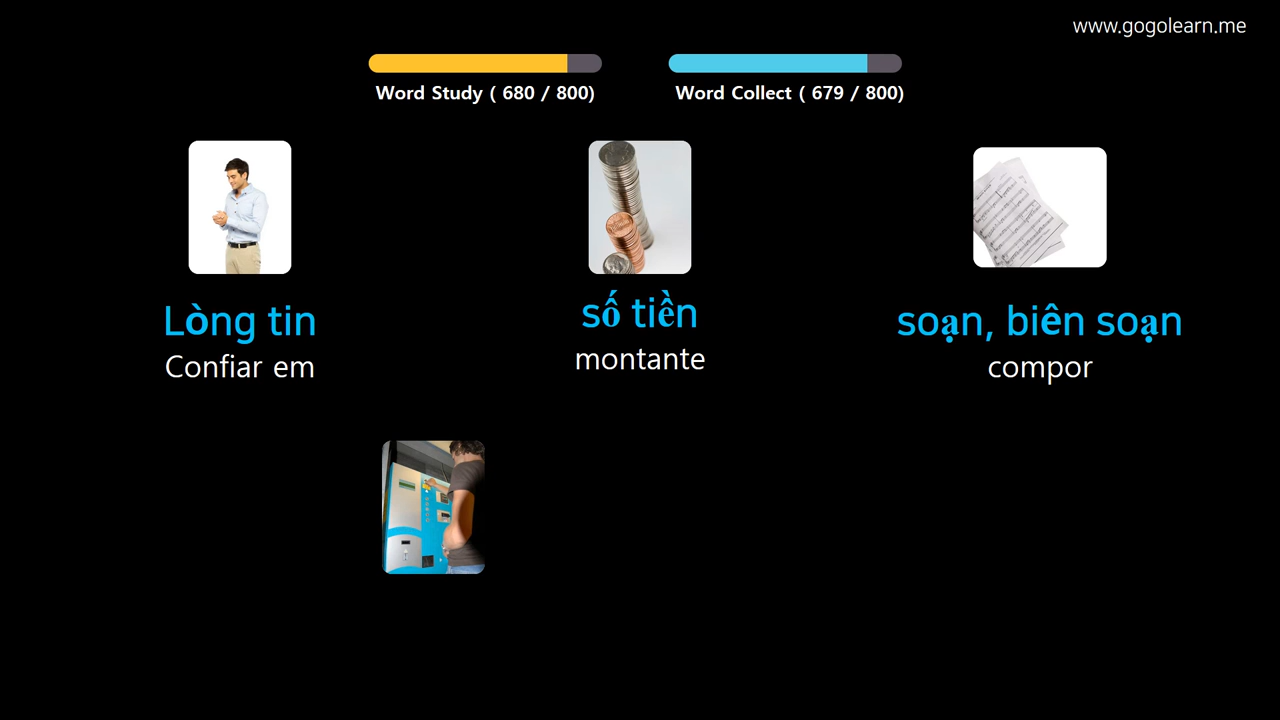 www.gogolearn.me
Word Study ( 680 / 800)
Word Collect ( 679 / 800)
Lòng tin
Confiar em
số tiền
montante
soạn, biên soạn
compor